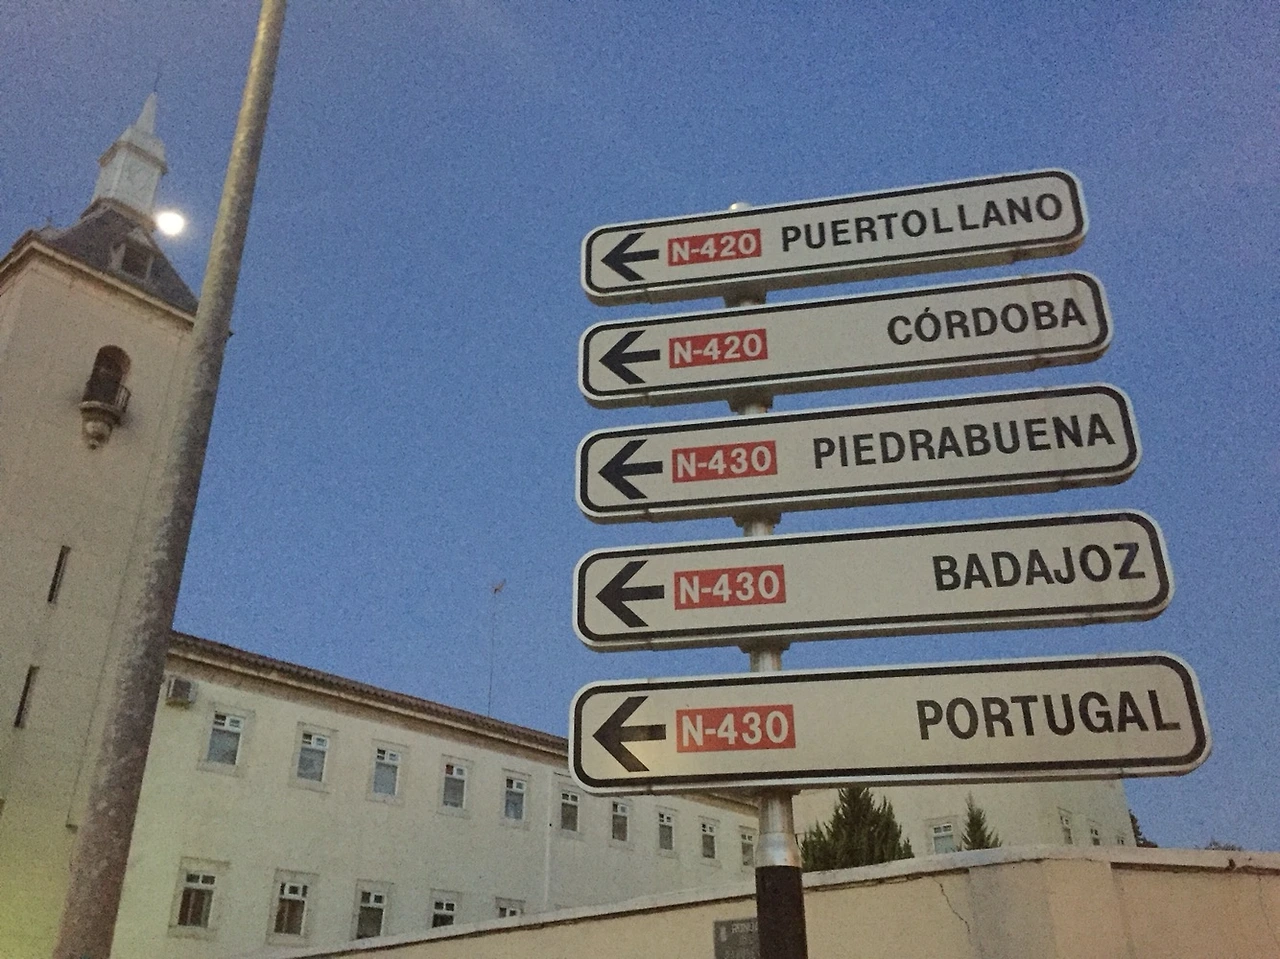 N-420 PUERTOLLANO
N-420 CÓRDOBA
N-430 PIEDRABUENA
N-430 BADAJOZ
N-430 PORTUGAL